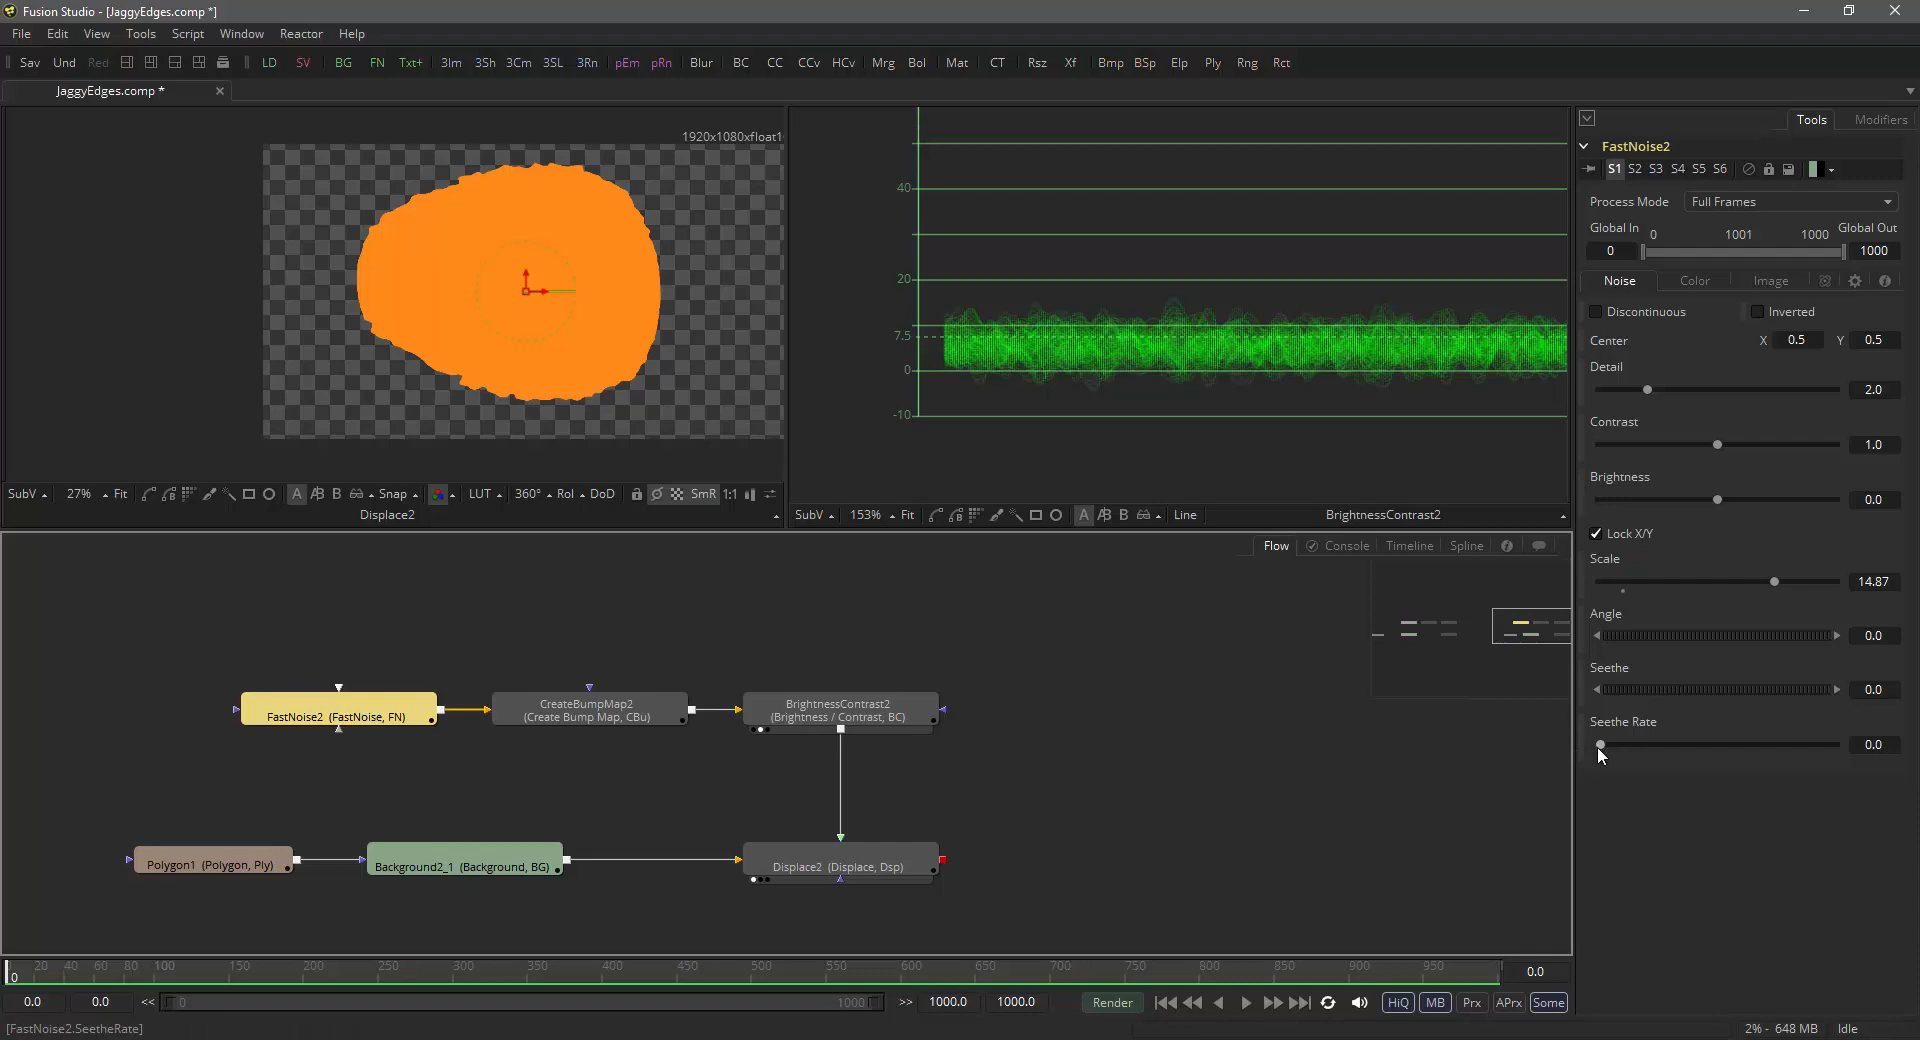 Fusion Studio - [JaggyEdges.comp *]
File Edit View Tools Script Window Reactor Help
Sav Und Red LD SV BG FN Txt+ 3Im 3Sh 3Cm 3SL 3Rn pEm pRn Blur BC CC CCv HCv Mrg Bol Mat CT Rsz Xf Bmp BSp Elp Ply Rng Rct
JaggyEdges.comp *
1920x1080xfloat1
40
20
7.5
0
-10
SubV 27% Fit A B Snap LUT 360° RoI DoD SmR 1:1
Displace2
SubV 153% Fit A B Line BrightnessContrast2
Tools Modifiers
FastNoise2
S1 S2 S3 S4 S5 S6
Process Mode Full Frames
Global In 0 1001 1000 Global Out
0 1000
Noise Color Image
Discontinuous Inverted
Center X 0.5 Y 0.5
Detail
2.0
Contrast
1.0
Brightness
0.0
Lock X/Y
Scale
14.87
Angle
0.0
Seethe
0.0
Seethe Rate
0.0
Flow Console Timeline Spline
FastNoise2 (FastNoise, FN)
CreateBumpMap2
(Create Bump Map, CBu)
BrightnessContrast2
(Brightness / Contrast, BC)
Polygon1 (Polygon, Ply)
Background2_1 (Background, BG)
Displace2 (Displace, Dsp)
0 20 40 60 80 100 150 200 250 300 350 400 450 500 550 600 650 700 750 800 850 900 950 0.0
0.0 0.0 << 0 1000 >> 1000.0 1000.0 Render HiQ MB Prx APrx Some
[FastNoise2.SeetheRate] 2% - 648 MB Idle